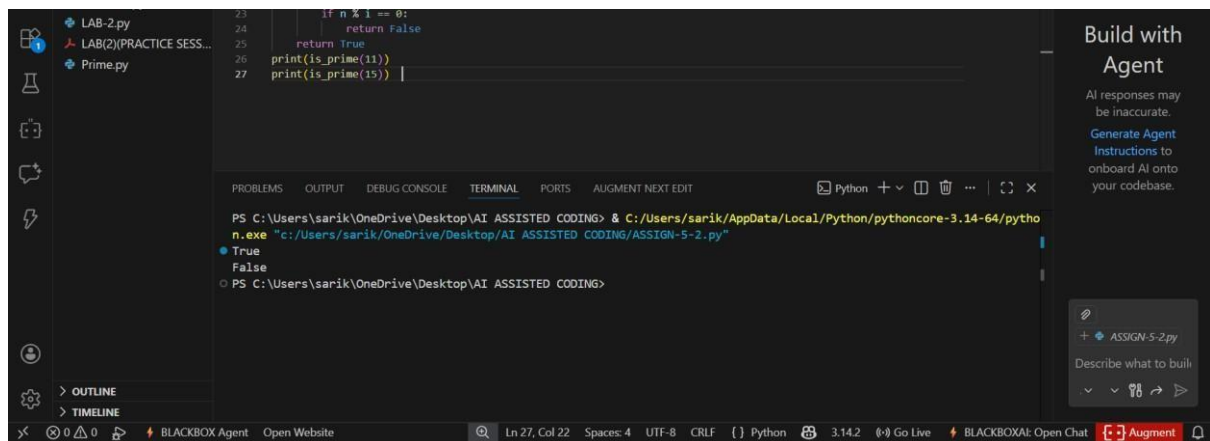 LAB-2.py
LAB(2)(PRACTICE SESS...
Prime.py
23 if n % i == 0:
24 return False
25 return True
26 print(is_prime(11))
27 print(is_prime(15))
PROBLEMS OUTPUT DEBUG CONSOLE TERMINAL PORTS AUGMENT NEXT EDIT Python
PS C:\Users\sarik\OneDrive\Desktop\AI ASSISTED CODING> & C:/Users/sarik/AppData/Local/Python/pythoncore-3.14-64/pytho
n.exe "c:/Users/sarik/OneDrive/Desktop/AI ASSISTED CODING/ASSIGN-5-2.py"
True
False
PS C:\Users\sarik\OneDrive\Desktop\AI ASSISTED CODING>
Build with
Agent
AI responses may
be inaccurate.
Generate Agent
Instructions to
onboard AI onto
your codebase.
ASSIGN-5-2.py
Describe what to buil
OUTLINE
TIMELINE
0 0 BLACKBOX Agent Open Website Ln 27, Col 22 Spaces: 4 UTF-8 CRLF { } Python 3.14.2 Go Live BLACKBOXAI: Open Chat Augment